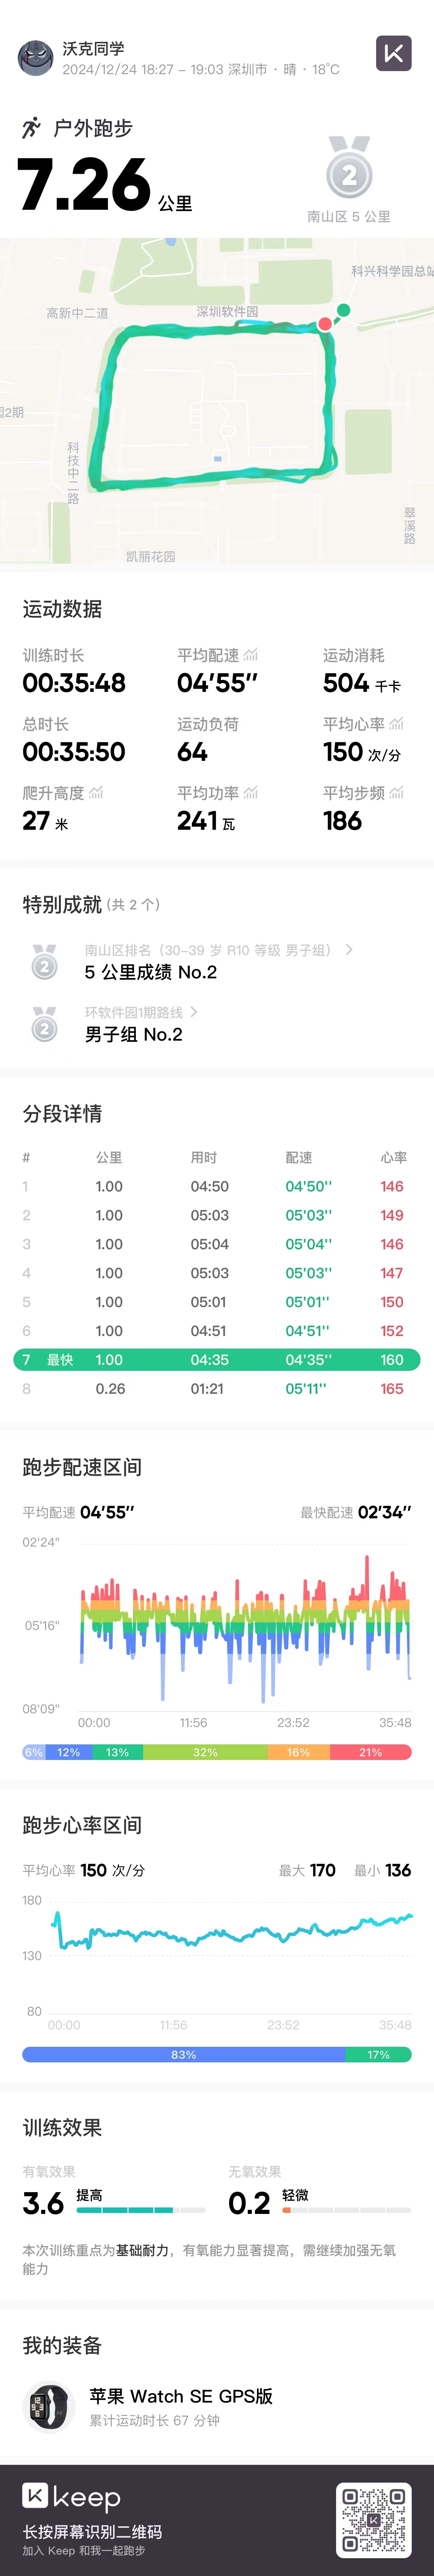 沃克同学
2024/12/24 18:27 - 19:03 深圳市 · 晴 · 18°C
户外跑步
7.26 公里
2
南山区 5 公里
科兴科学园总站
高新中二道
深圳软件园
园2期
科技中二路
翠溪路
凯丽花园
运动数据
训练时长 平均配速 运动消耗
00:35:48 04'55'' 504 千卡
总时长 运动负荷 平均心率
00:35:50 64 150 次/分
爬升高度 平均功率 平均步频
27 米 241 瓦 186
特别成就 (共 2 个)
2
南山区排名（30-39 岁 R10 等级 男子组）
5 公里成绩 No.2
2
环软件园1期路线
男子组 No.2
分段详情
# 公里 用时 配速 心率
1 1.00 04:50 04'50'' 146
2 1.00 05:03 05'03'' 149
3 1.00 05:04 05'04'' 146
4 1.00 05:03 05'03'' 147
5 1.00 05:01 05'01'' 150
6 1.00 04:51 04'51'' 152
7 最快 1.00 04:35 04'35'' 160
8 0.26 01:21 05'11'' 165
跑步配速区间
平均配速 04'55'' 最快配速 02'34''
02'24"
05'16"
08'09"
00:00 11:56 23:52 35:48
6% 12% 13% 32% 16% 21%
跑步心率区间
平均心率 150 次/分 最大 170 最小 136
180
130
80
00:00 11:56 23:52 35:48
83% 17%
训练效果
有氧效果 无氧效果
3.6 提高 0.2 轻微
本次训练重点为基础耐力，有氧能力显著提高，需继续加强无氧
能力
我的装备
苹果 Watch SE GPS版
累计运动时长 67 分钟
keep
长按屏幕识别二维码
加入 Keep 和我一起跑步